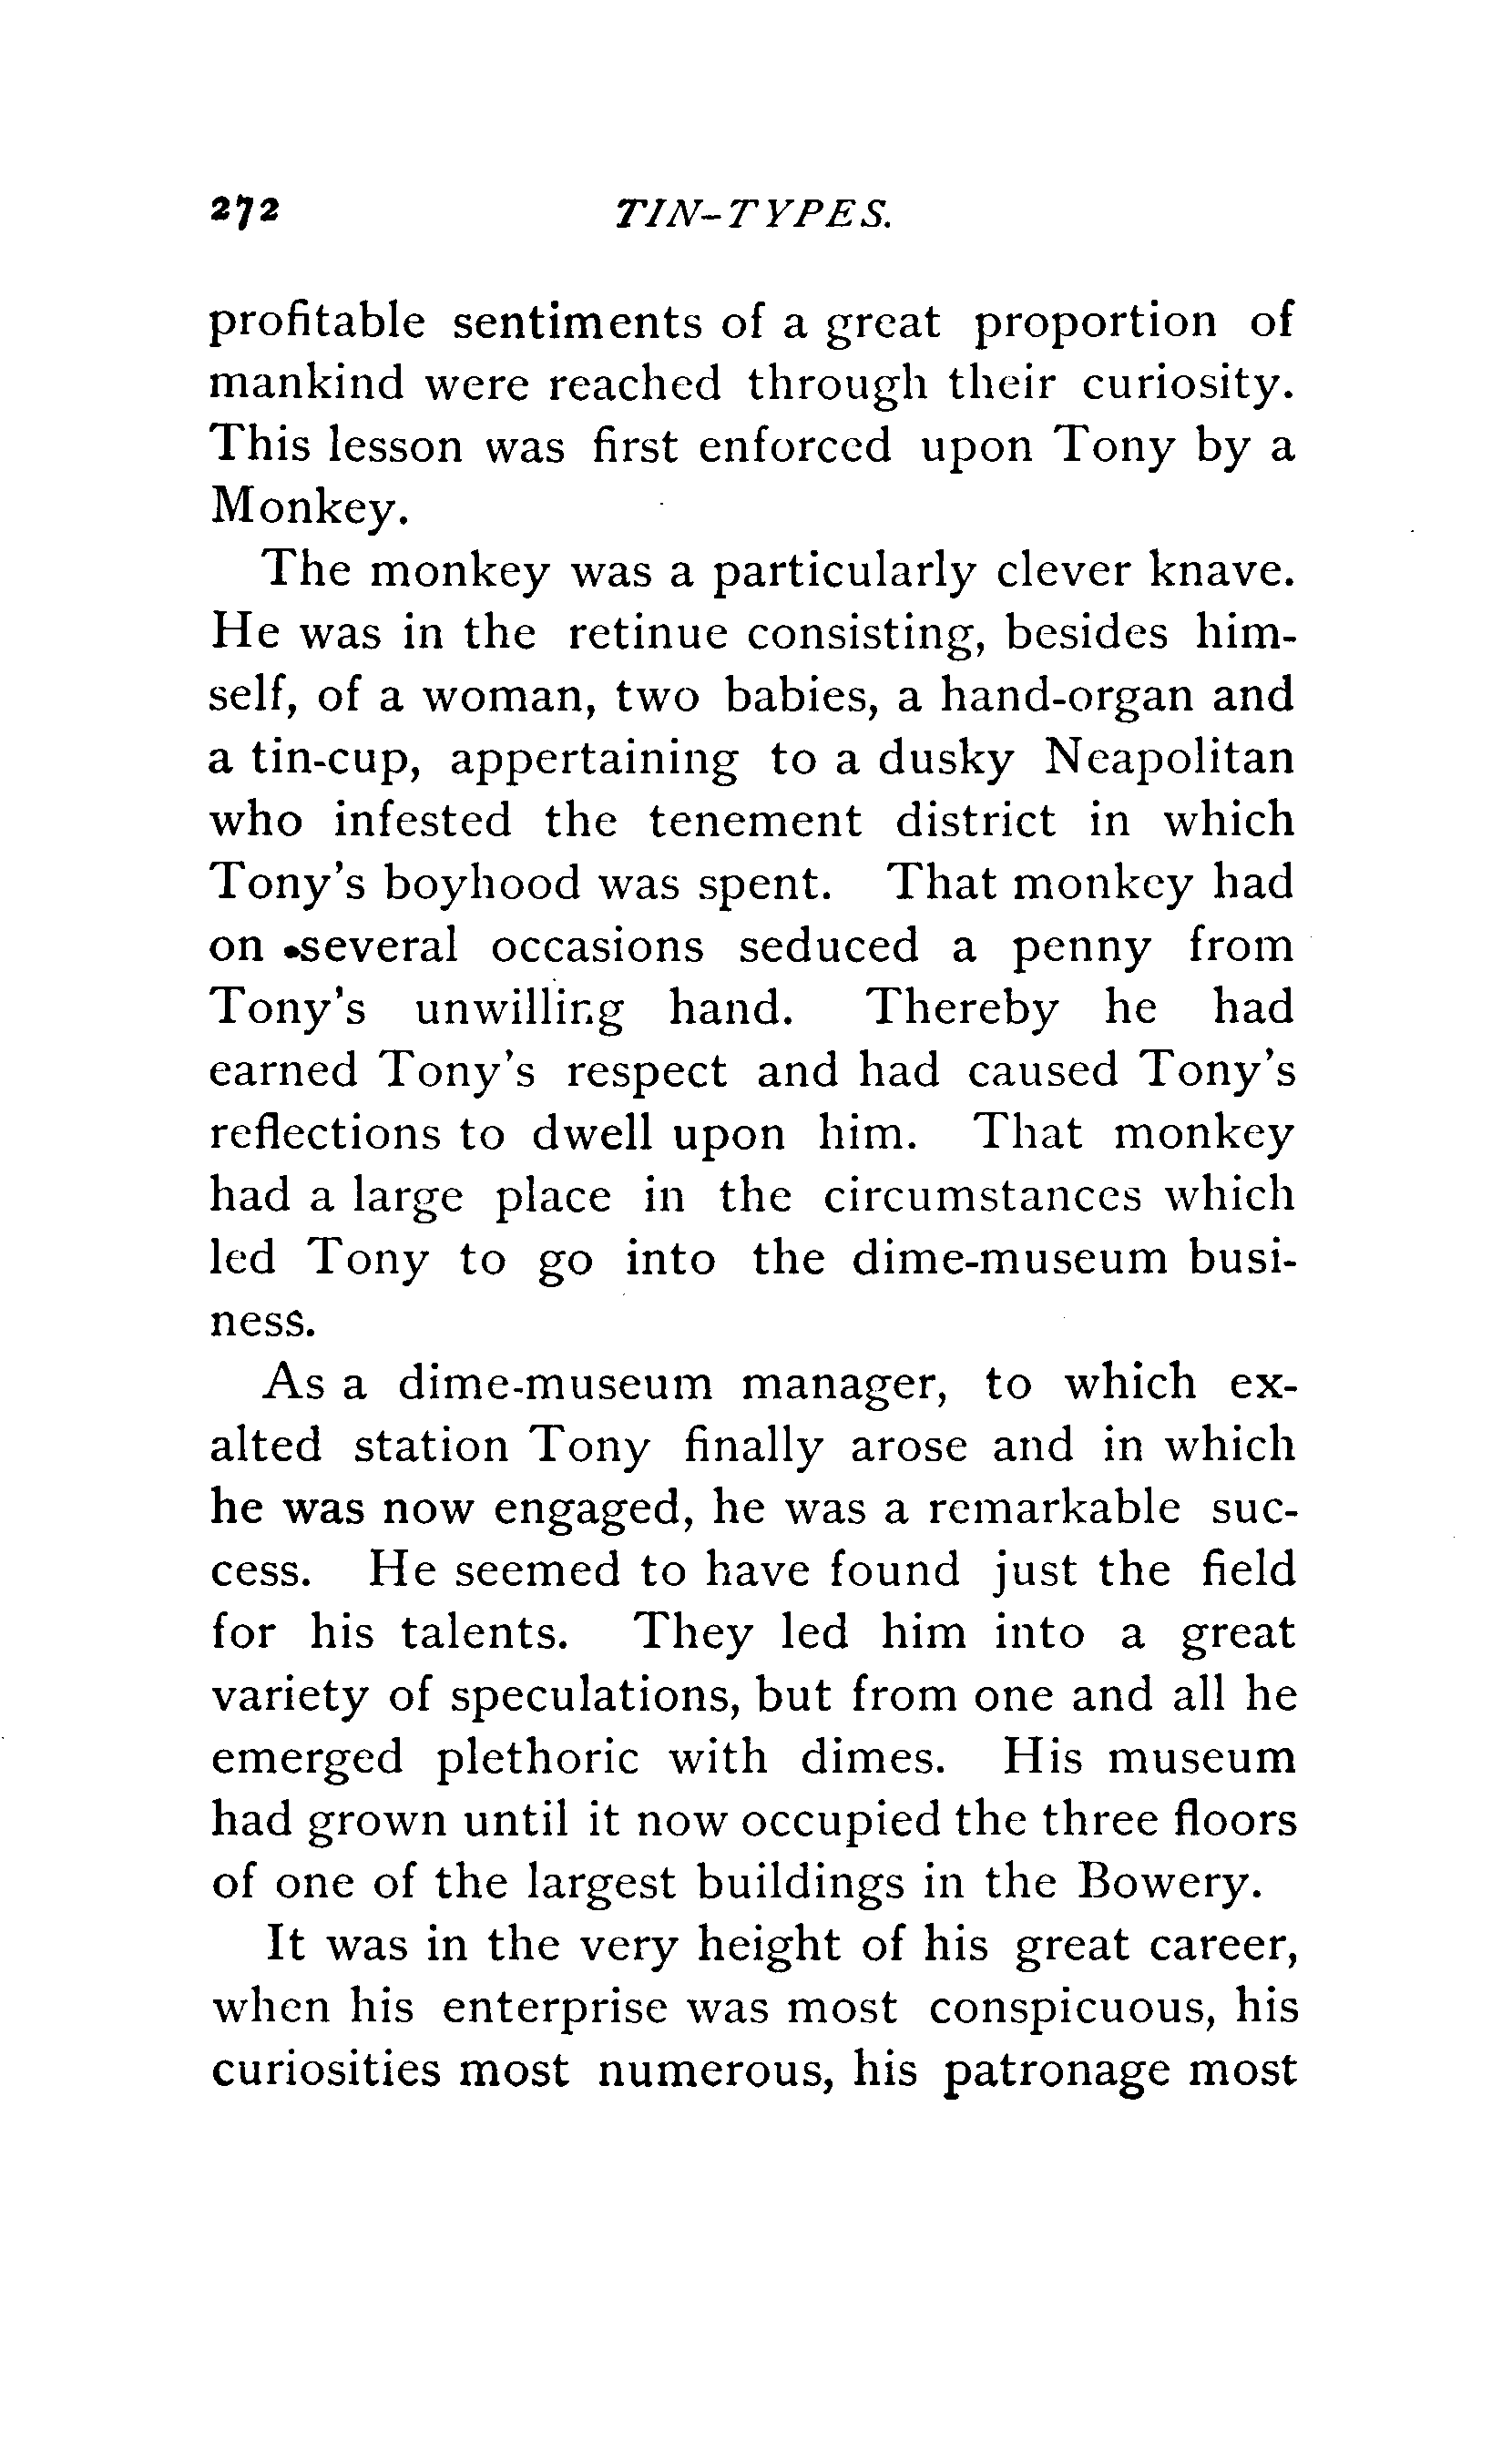 272 TIN-TYPES.
profitable sentiments of a great proportion of
mankind were reached through their curiosity.
This lesson was first enforced upon Tony by a
Monkey.
The monkey was a particularly clever knave.
He was in the retinue consisting, besides him-
self, of a woman, two babies, a hand-organ and
a tin-cup, appertaining to a dusky Neapolitan
who infested the tenement district in which
Tony's boyhood was spent. That monkey had
on several occasions seduced a penny from
Tony's unwilling hand. Thereby he had
earned Tony's respect and had caused Tony's
reflections to dwell upon him. That monkey
had a large place in the circumstances which
led Tony to go into the dime-museum busi-
ness.
As a dime-museum manager, to which ex-
alted station Tony finally arose and in which
he was now engaged, he was a remarkable suc-
cess. He seemed to have found just the field
for his talents. They led him into a great
variety of speculations, but from one and all he
emerged plethoric with dimes. His museum
had grown until it now occupied the three floors
of one of the largest buildings in the Bowery.
It was in the very height of his great career,
when his enterprise was most conspicuous, his
curiosities most numerous, his patronage most